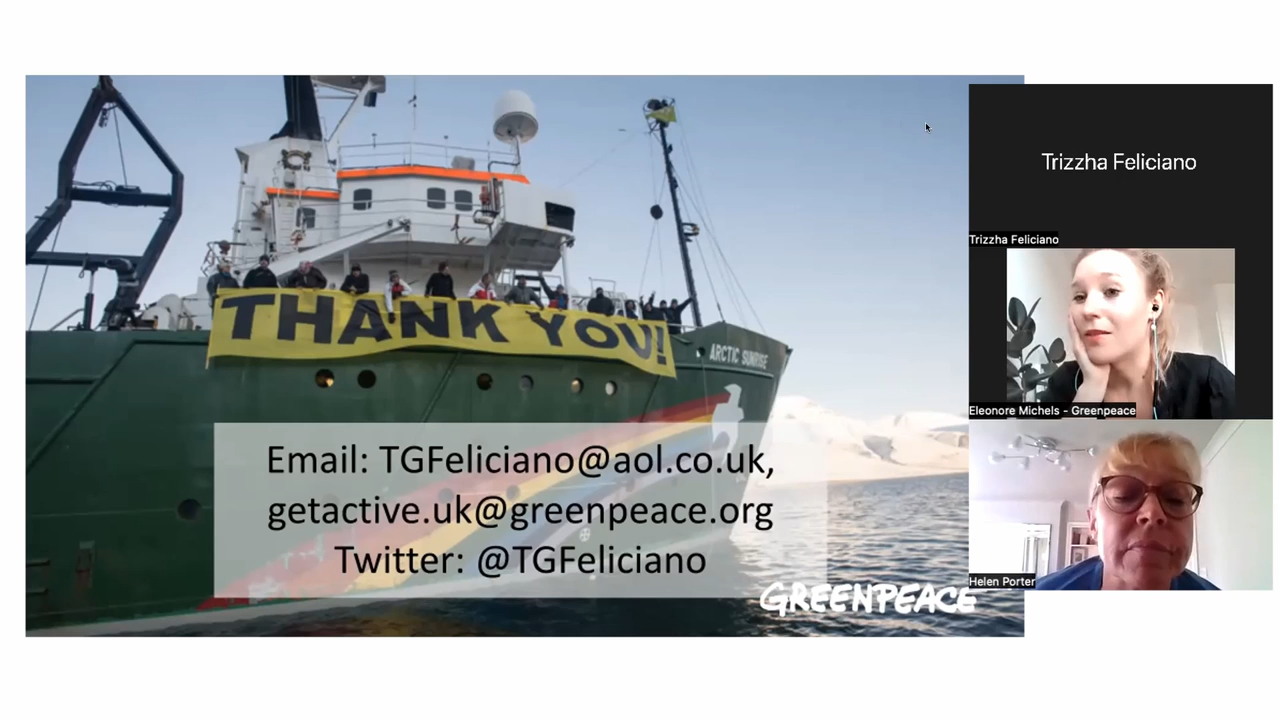 THANK YOU!
ARCTIC SUNRISE
Email: TGFeliciano@aol.co.uk,
getactive.uk@greenpeace.org
Twitter: @TGFeliciano
GREENPEACE
Trizzha Feliciano
Trizzha Feliciano
Eleonore Michels - Greenpeace
Helen Porter